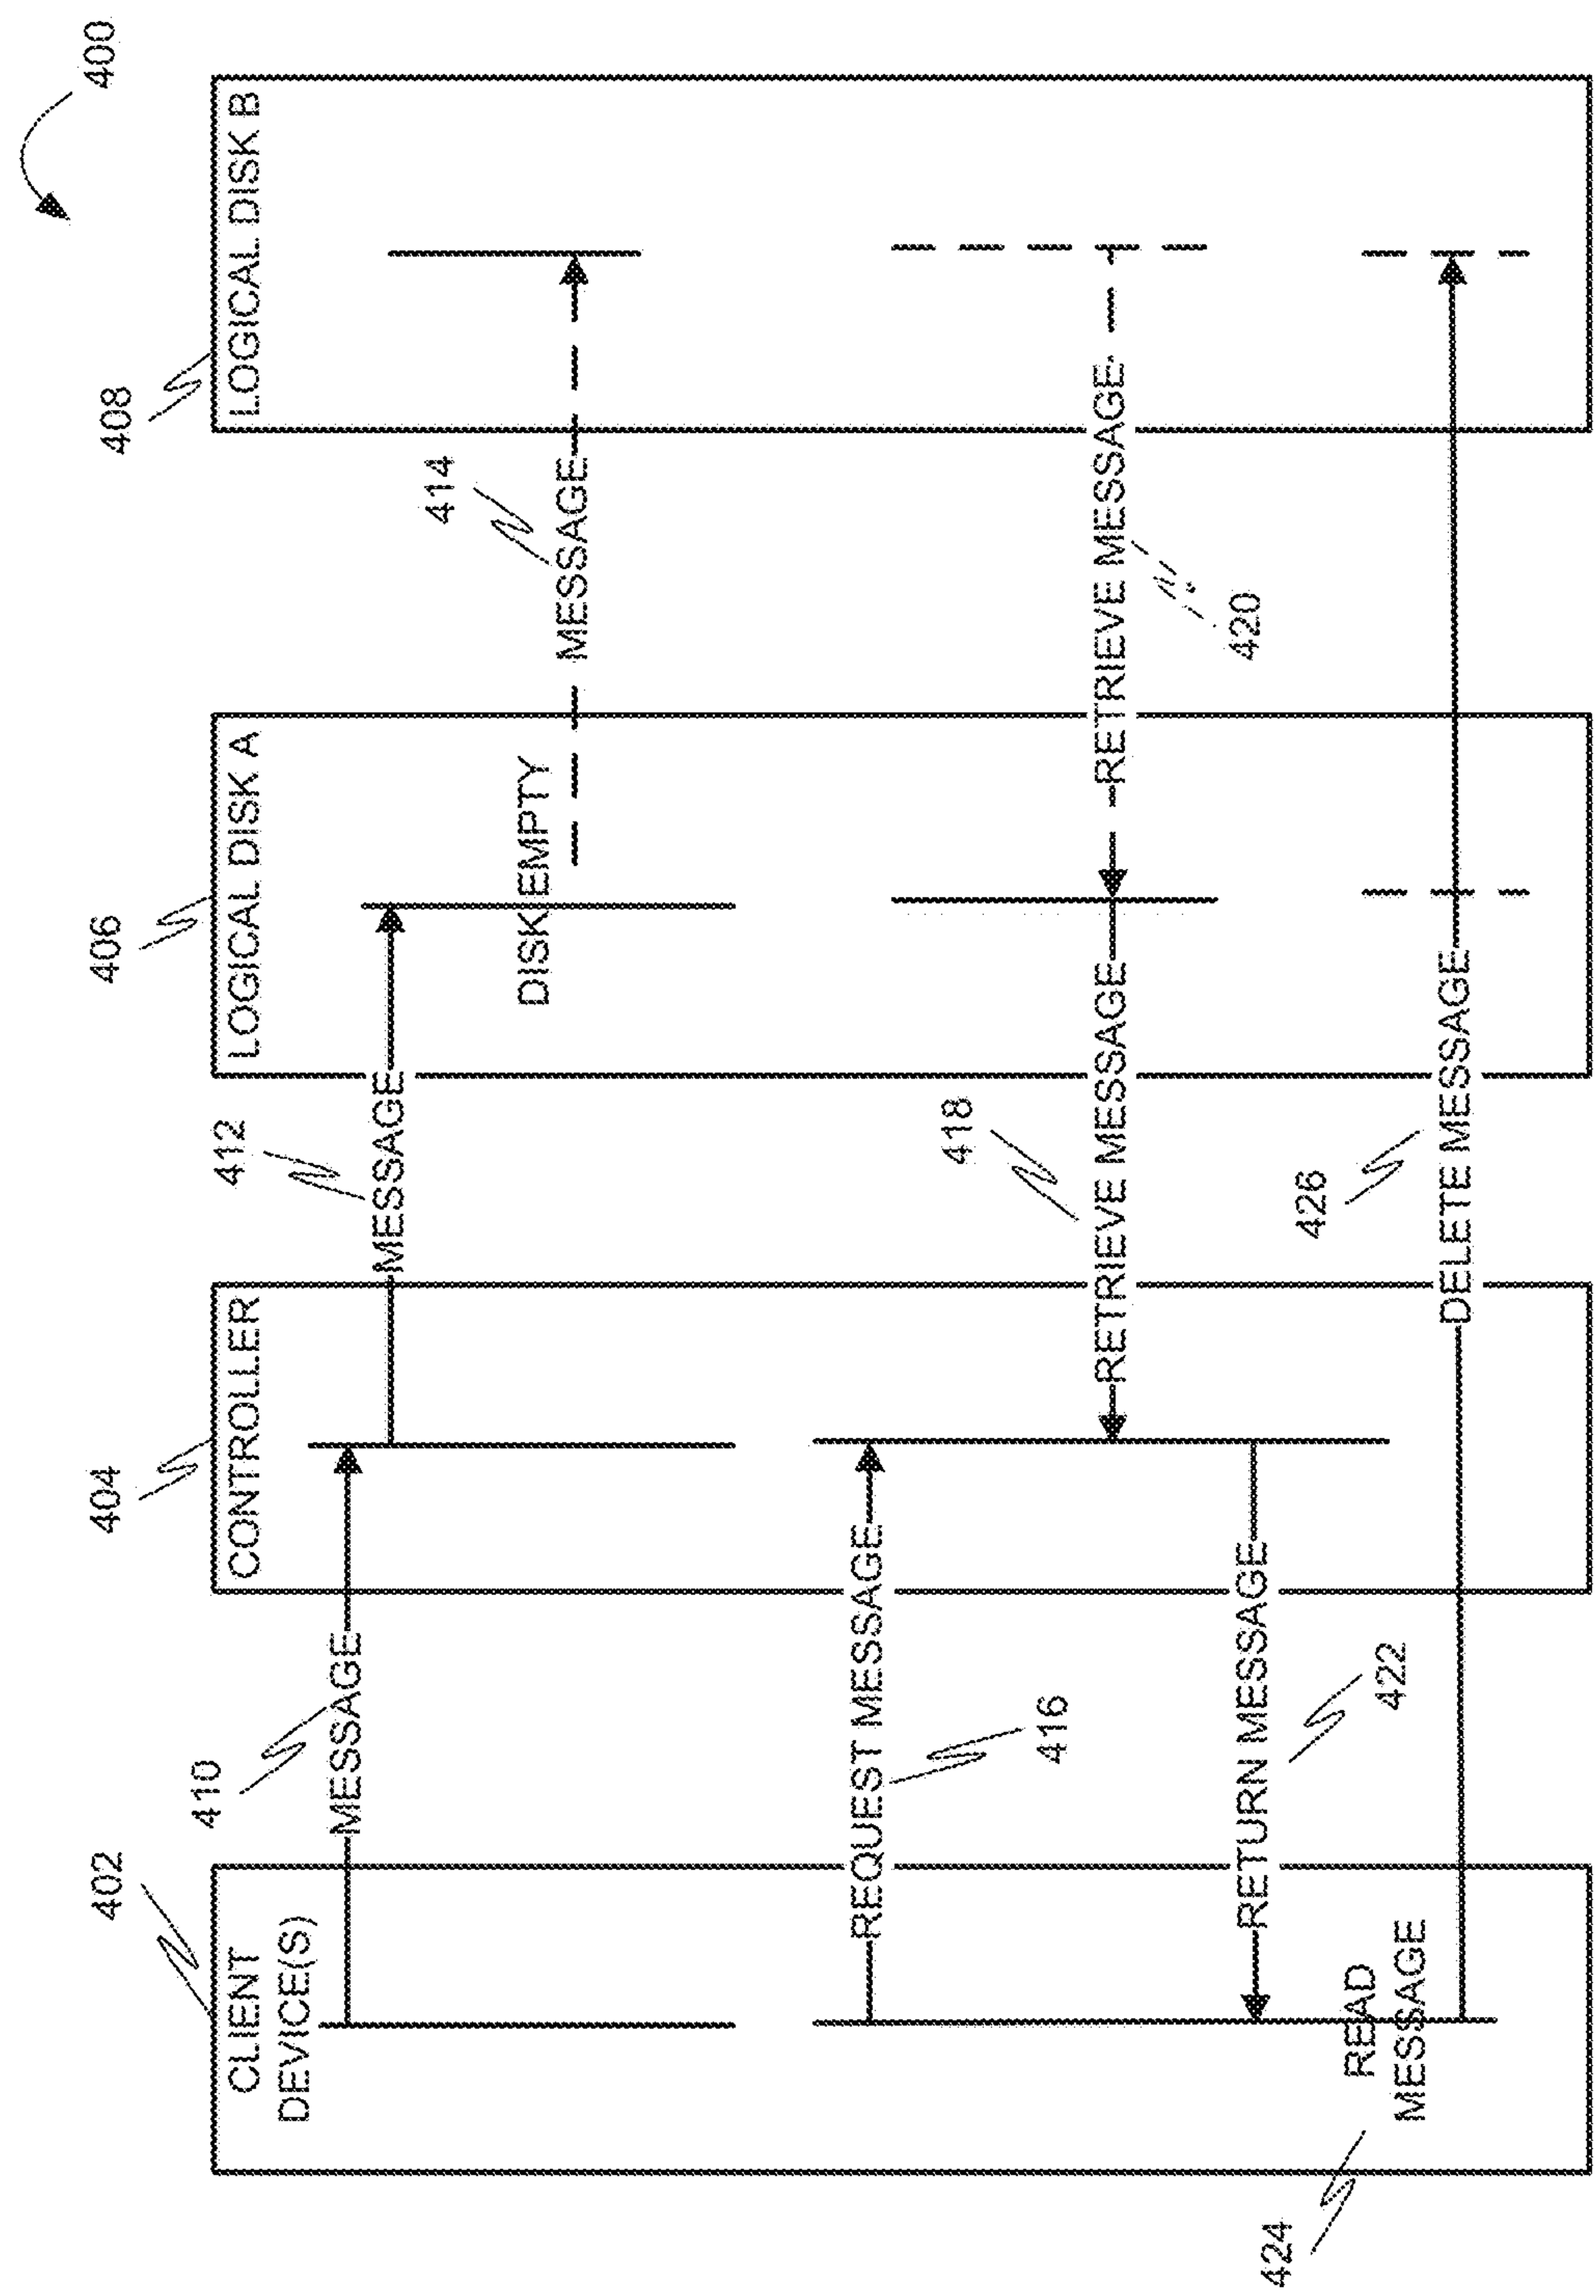 400
402
404
406
408
CLIENT
DEVICE(S)
CONTROLLER
LOGICAL DISK A
LOGICAL DISK B
410
MESSAGE
412
MESSAGE
DISK EMPTY
414
MESSAGE
REQUEST MESSAGE
416
418
RETRIEVE MESSAGE
RETRIEVE MESSAGE
420
RETURN MESSAGE
422
READ
MESSAGE
424
426
DELETE MESSAGE